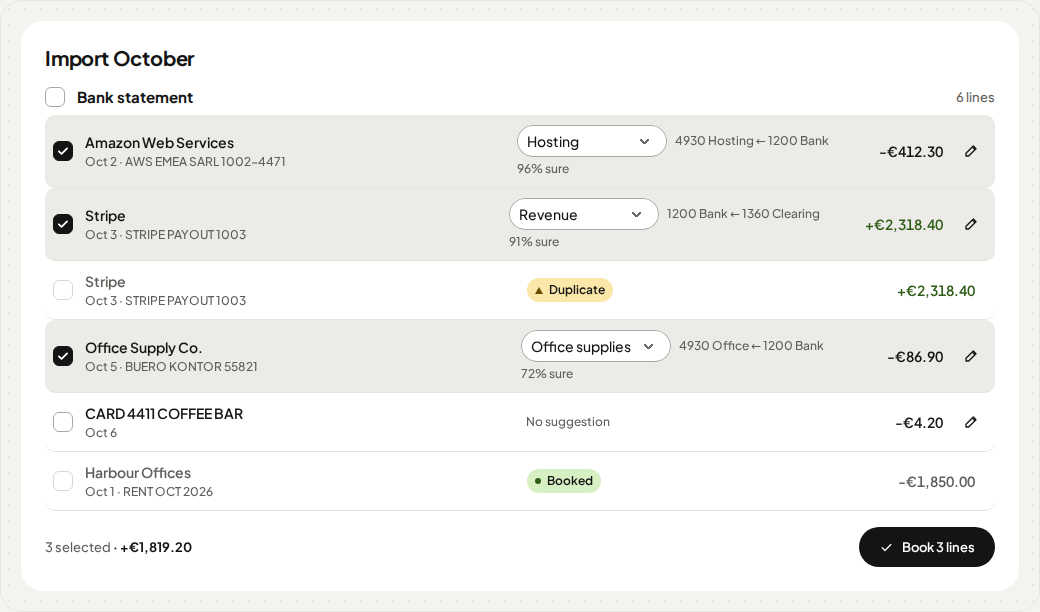 Import October
Bank statement
6 lines
Amazon Web Services
Oct 2 · AWS EMEA SARL 1002-4471
Hosting
4930 Hosting ← 1200 Bank
96% sure
-€412.30
Stripe
Oct 3 · STRIPE PAYOUT 1003
Revenue
1200 Bank ← 1360 Clearing
91% sure
+€2,318.40
Stripe
Oct 3 · STRIPE PAYOUT 1003
Duplicate
+€2,318.40
Office Supply Co.
Oct 5 · BUERO KONTOR 55821
Office supplies
4930 Office ← 1200 Bank
72% sure
-€86.90
CARD 4411 COFFEE BAR
Oct 6
No suggestion
-€4.20
Harbour Offices
Oct 1 · RENT OCT 2026
Booked
-€1,850.00
3 selected · +€1,819.20
Book 3 lines